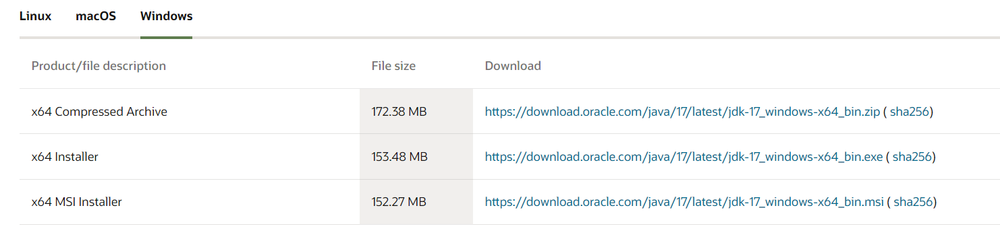 Linux macOS Windows
Product/file description File size Download
x64 Compressed Archive 172.38 MB https://download.oracle.com/java/17/latest/jdk-17_windows-x64_bin.zip ( sha256)
x64 Installer 153.48 MB https://download.oracle.com/java/17/latest/jdk-17_windows-x64_bin.exe ( sha256)
x64 MSI Installer 152.27 MB https://download.oracle.com/java/17/latest/jdk-17_windows-x64_bin.msi ( sha256)